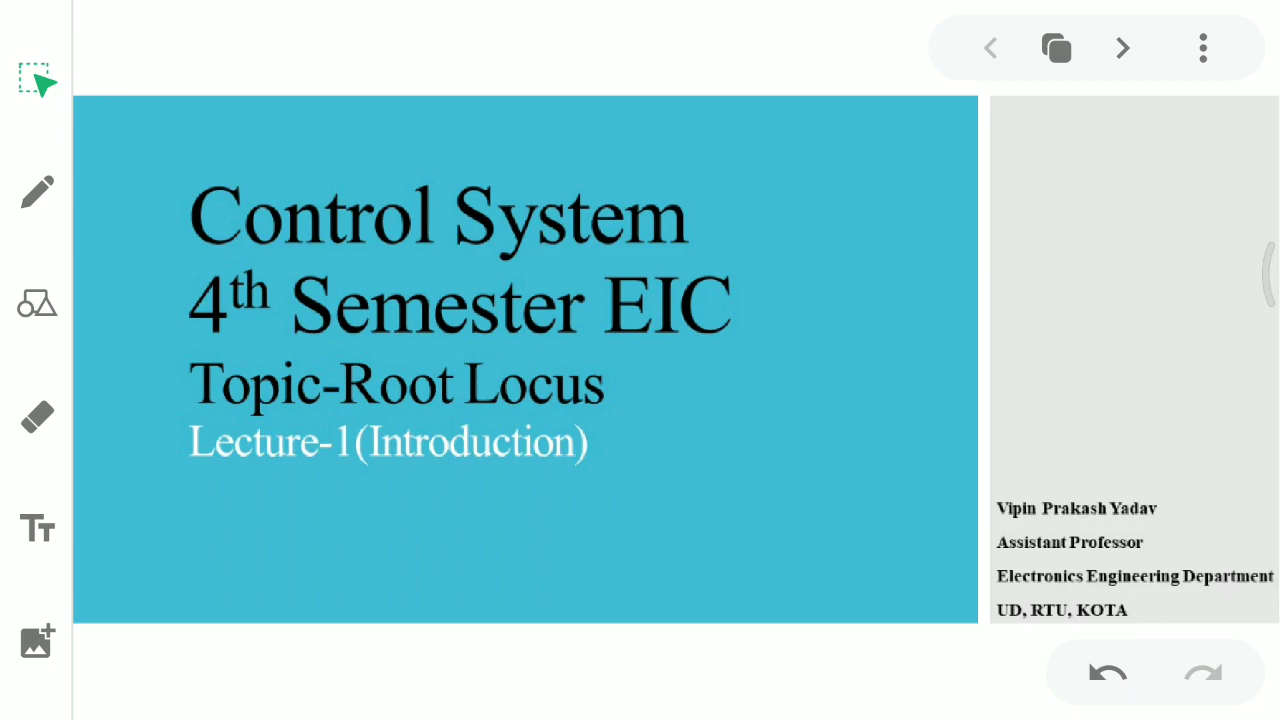 Control System
4th Semester EIC
Topic-Root Locus
Lecture-1(Introduction)
Vipin Prakash Yadav
Assistant Professor
Electronics Engineering Department
UD, RTU, KOTA